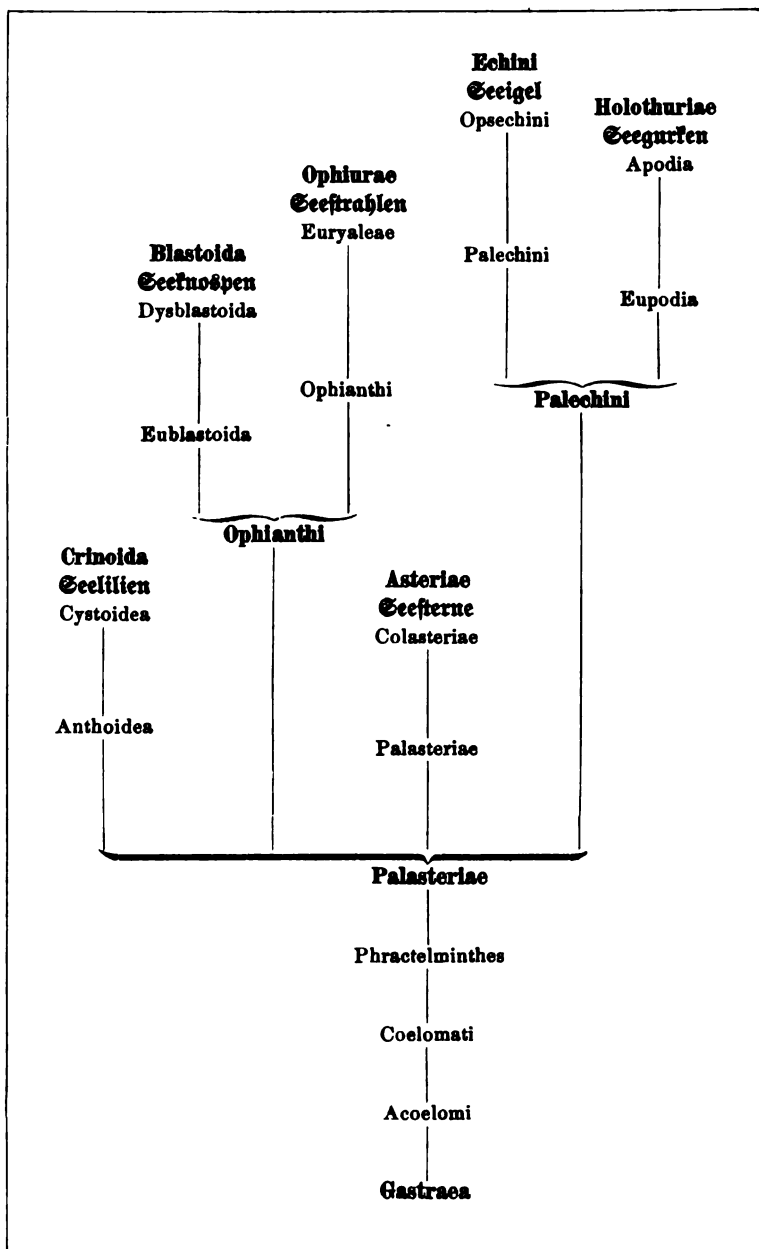 Echini
Seeigel
Opsechini
Holothuriae
Seegurken
Apodia
Ophiurae
Seestrahlen
Euryaleae
Blastoida
Seeknospen
Dysblastoida
Palechini
Eupodia
Ophianthi
Palechini
Eublastoida
Ophianthi
Crinoida
Seelilien
Cystoidea
Asteriae
Seesterne
Colasteriae
Anthoidea
Palasteriae
Palasteriae
Phractelminthes
Coelomati
Acoelomi
Gastraea